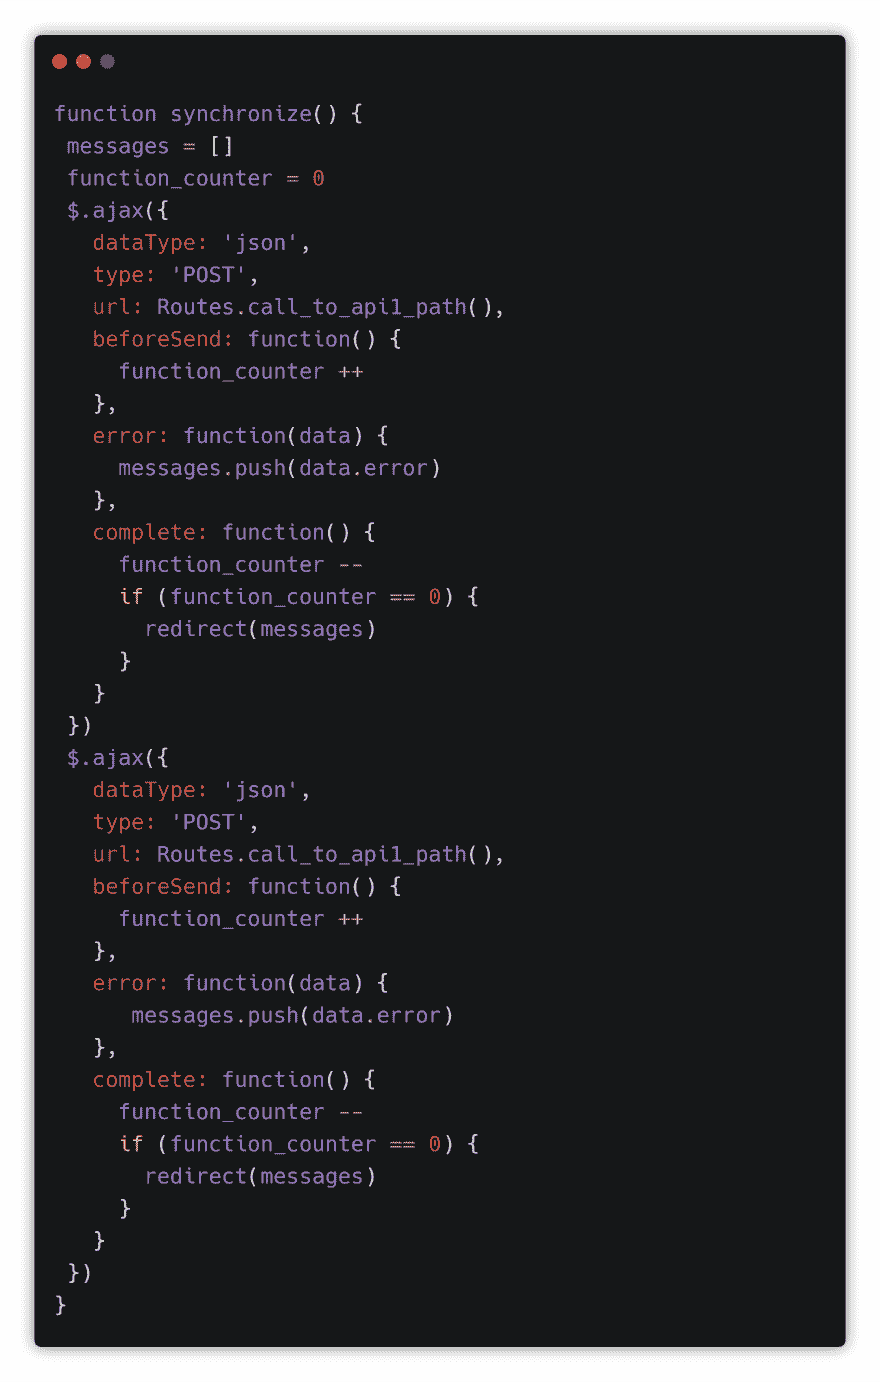 function synchronize() {
 messages = []
 function_counter = 0
 $.ajax({
   dataType: 'json',
   type: 'POST',
   url: Routes.call_to_api1_path(),
   beforeSend: function() {
     function_counter ++
   },
   error: function(data) {
     messages.push(data.error)
   },
   complete: function() {
     function_counter --
     if (function_counter == 0) {
       redirect(messages)
     }
   }
 })
 $.ajax({
   dataType: 'json',
   type: 'POST',
   url: Routes.call_to_api1_path(),
   beforeSend: function() {
     function_counter ++
   },
   error: function(data) {
      messages.push(data.error)
   },
   complete: function() {
     function_counter --
     if (function_counter == 0) {
       redirect(messages)
     }
   }
 })
}